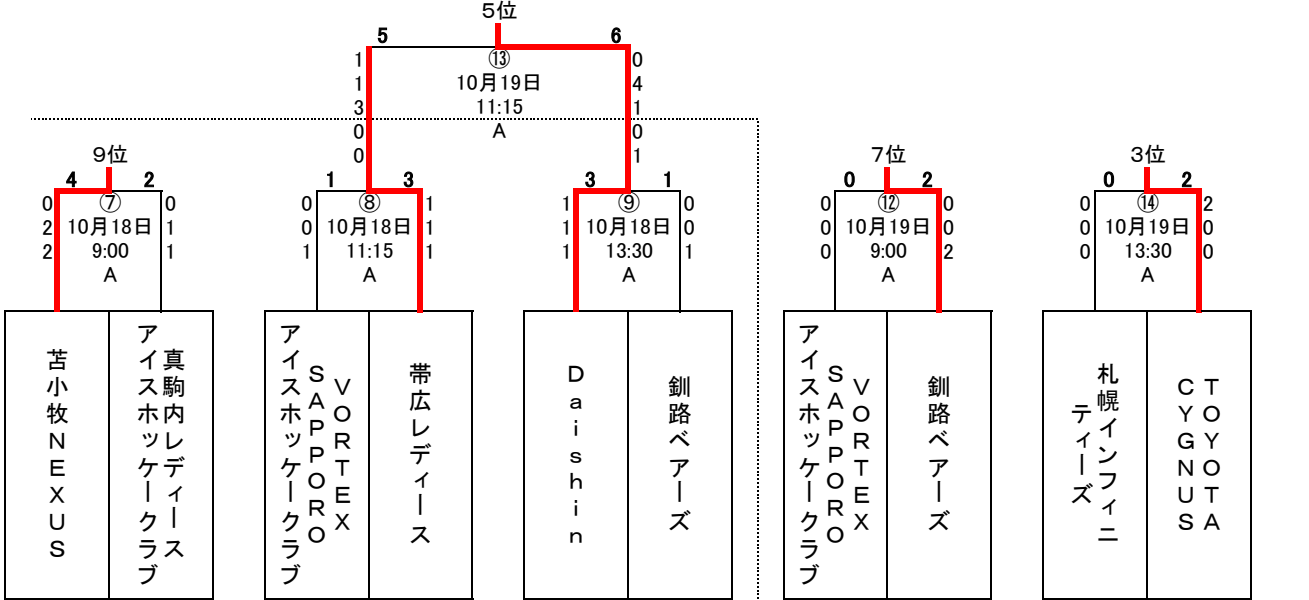 5位
5 6
1
1
3
0
0
⑬
10月19日
11:15
A
0
4
1
0
1
9位
4 2
0
2
2
⑦
10月18日
9:00
A
0
1
1
苫小牧NEXUS
真駒内レディース
アイスホッケークラブ
1 3
0
0
1
⑧
10月18日
11:15
A
1
1
1
VORTEX
SAPPORO
アイスホッケークラブ
帯広レディース
3 1
1
1
1
⑨
10月18日
13:30
A
0
0
1
Daishin
釧路ベアーズ
7位
0 2
0
0
0
⑫
10月19日
9:00
A
0
0
2
VORTEX
SAPPORO
アイスホッケークラブ
釧路ベアーズ
3位
0 2
0
0
0
⑭
10月19日
13:30
A
2
0
0
札幌インフィニ
ティーズ
TOYOTA
CYGNUS